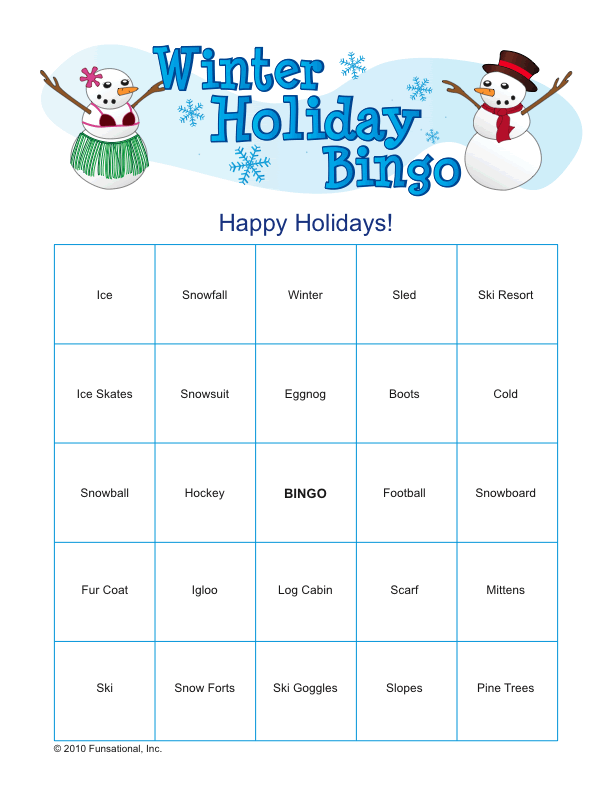 Winter
Holiday
Bingo
Happy Holidays!
Ice Snowfall Winter Sled Ski Resort
Ice Skates Snowsuit Eggnog Boots Cold
Snowball Hockey BINGO Football Snowboard
Fur Coat Igloo Log Cabin Scarf Mittens
Ski Snow Forts Ski Goggles Slopes Pine Trees
© 2010 Funsational, Inc.